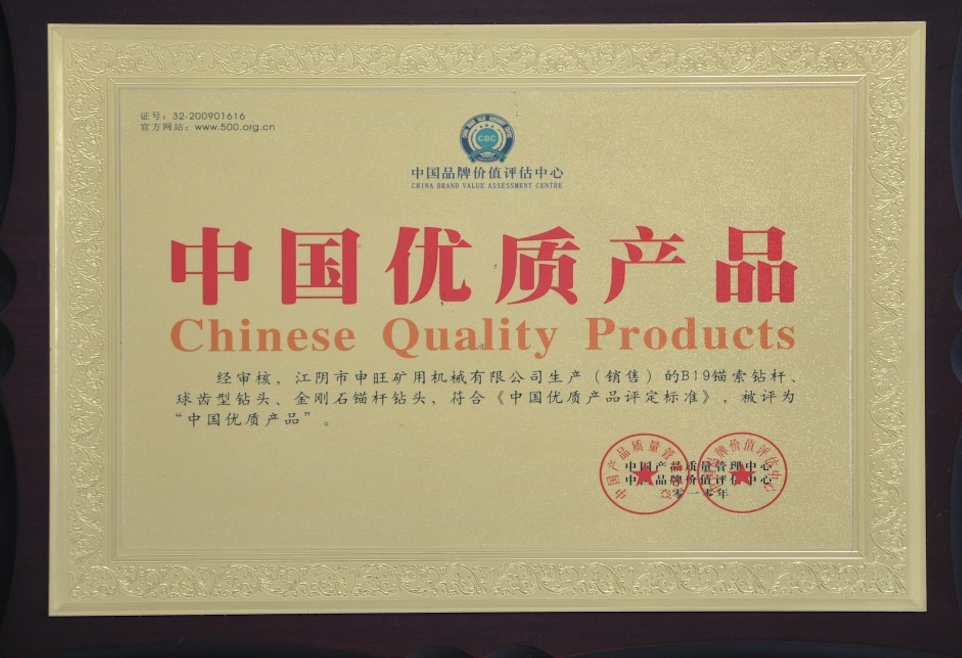 证号：32-200901616
官方网站：www.500.org.cn
CBC
中国品牌价值评估中心
CHINA BRAND VALUE ASSESSMENT CENTRE
中国优质产品
Chinese Quality Products
经审核，江阴市申旺矿用机械有限公司生产（销售）的B19锚索钻杆、
球齿型钻头、金刚石锚杆钻头，符合《中国优质产品评定标准》，被评为
“中国优质产品”。
中国产品质量管理中心
中国品牌价值评估中心
零一零年